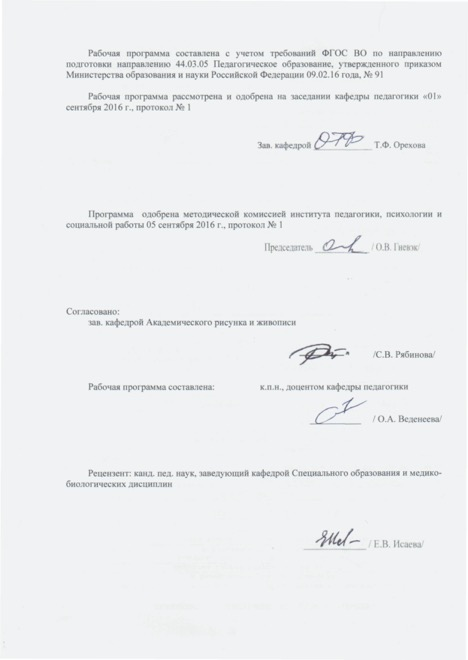 Рабочая программа составлена с учетом требований ФГОС ВО по направлению
подготовки направлению 44.03.05 Педагогическое образование, утвержденного приказом
Министерства образования и науки Российской Федерации 09.02.16 года, № 91
Рабочая программа рассмотрена и одобрена на заседании кафедры педагогики «01»
сентября 2016 г., протокол № 1
Зав. кафедрой Т.Ф. Орехова
Программа одобрена методической комиссией института педагогики, психологии и
социальной работы 05 сентября 2016 г., протокол № 1
Председатель / О.В. Гневэк/
Согласовано:
зав. кафедрой Академического рисунка и живописи
/С.В. Рябинова/
Рабочая программа составлена: к.п.н., доцентом кафедры педагогики
/ О.А. Веденеева/
Рецензент: канд. пед. наук, заведующий кафедрой Специального образования и медико-
биологических дисциплин
/ Е.В. Исаева/